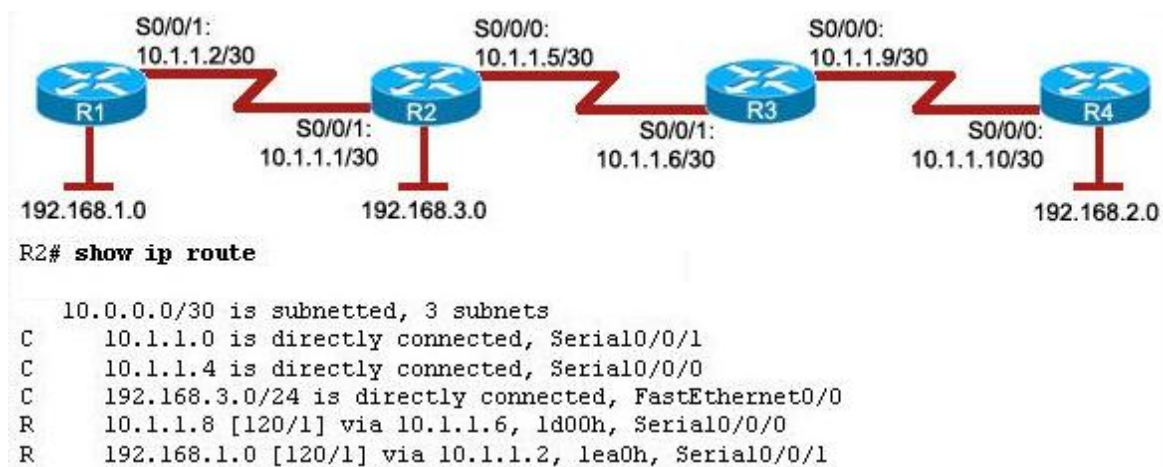 S0/0/1:
10.1.1.2/30
S0/0/0:
10.1.1.5/30
S0/0/0:
10.1.1.9/30
R1
R2
R3
R4
S0/0/1:
10.1.1.1/30
S0/0/1:
10.1.1.6/30
S0/0/0:
10.1.1.10/30
192.168.1.0
192.168.3.0
192.168.2.0
R2# show ip route
10.0.0.0/30 is subnetted, 3 subnets
C 10.1.1.0 is directly connected, Serial0/0/1
C 10.1.1.4 is directly connected, Serial0/0/0
C 192.168.3.0/24 is directly connected, FastEthernet0/0
R 10.1.1.8 [120/1] via 10.1.1.6, 1d00h, Serial0/0/0
R 192.168.1.0 [120/1] via 10.1.1.2, 1ea0h, Serial0/0/1